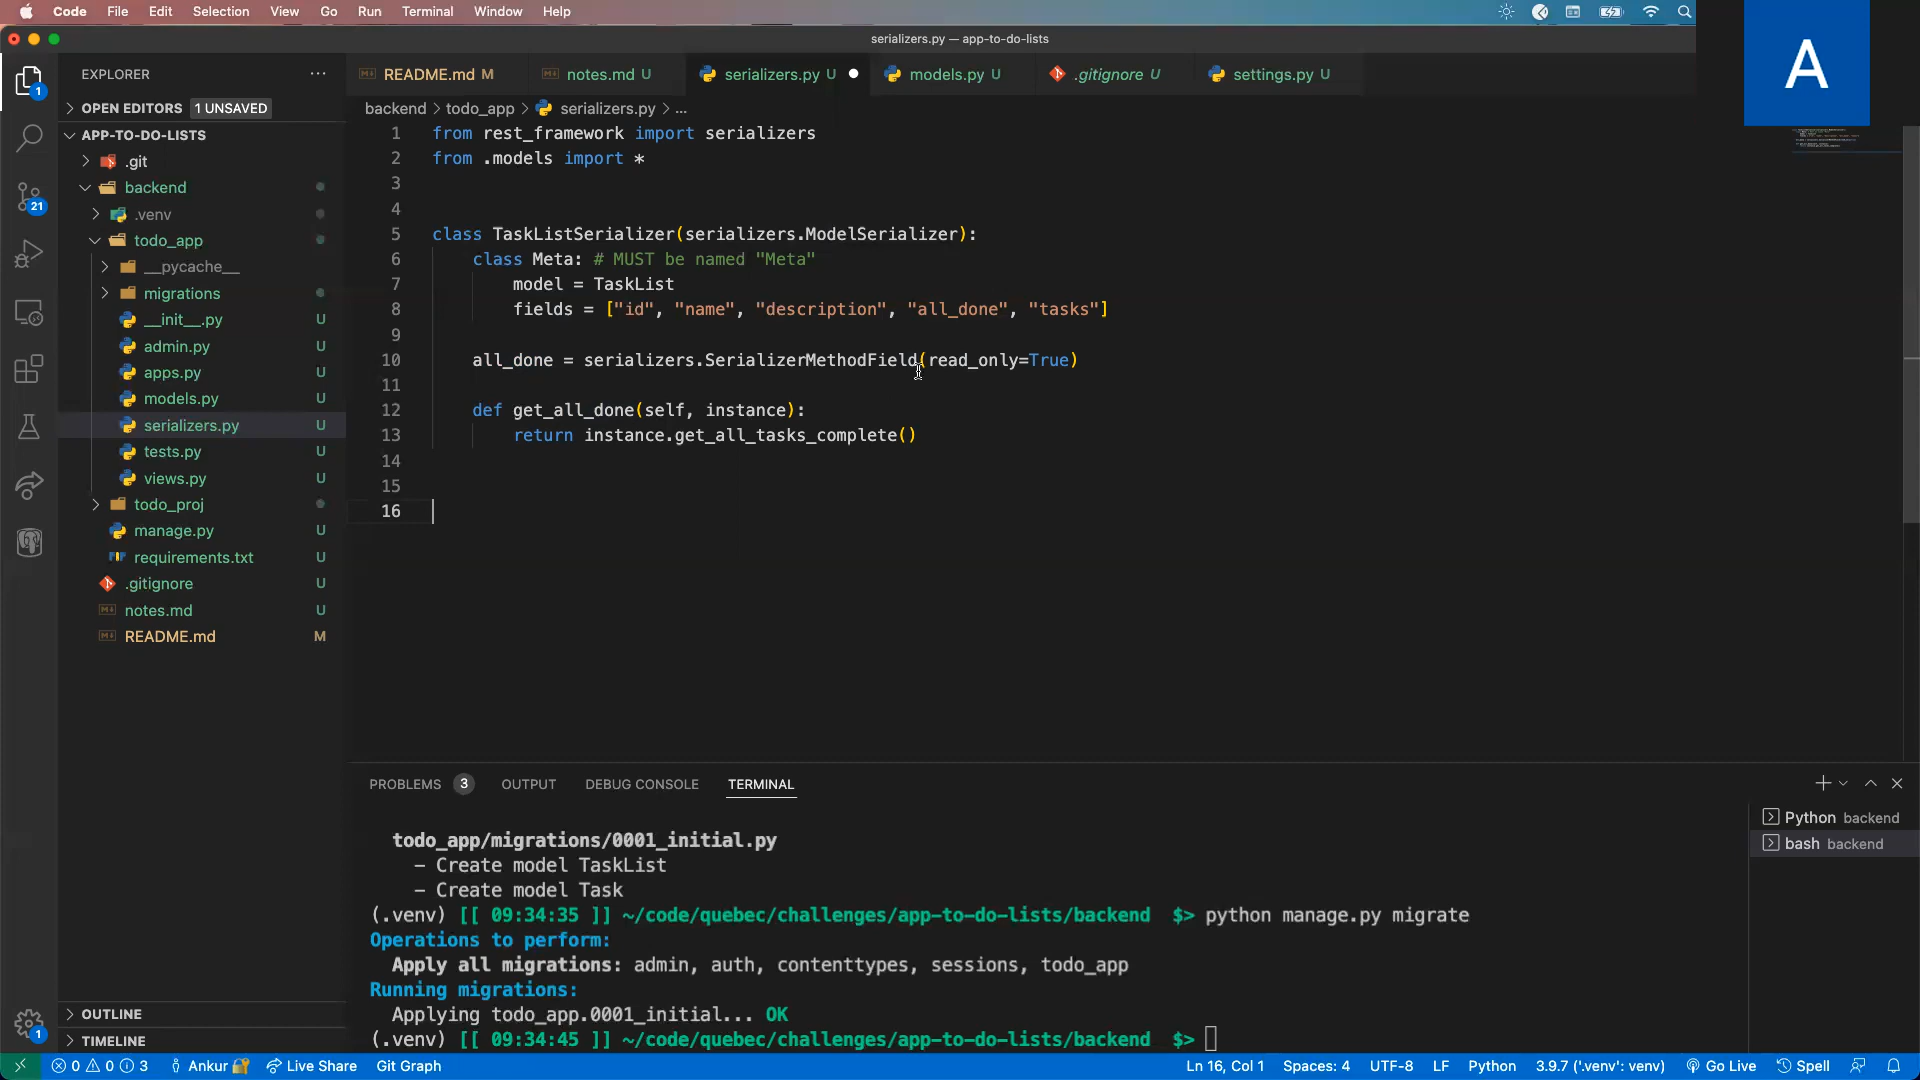 Code File Edit Selection View Go Run Terminal Window Help
serializers.py — app-to-do-lists
A
EXPLORER
README.md M
notes.md U
serializers.py U
models.py U
.gitignore U
settings.py U
OPEN EDITORS 1 UNSAVED
backend > todo_app > serializers.py > ...
APP-TO-DO-LISTS
.git
backend
.venv
todo_app
__pycache__
migrations
__init__.py U
admin.py U
apps.py U
models.py U
serializers.py U
tests.py U
views.py U
todo_proj
manage.py U
requirements.txt U
.gitignore U
notes.md U
README.md M
OUTLINE
TIMELINE
1
21
1
1 from rest_framework import serializers
2 from .models import *
3
4
5 class TaskListSerializer(serializers.ModelSerializer):
6 class Meta: # MUST be named "Meta"
7 model = TaskList
8 fields = ["id", "name", "description", "all_done", "tasks"]
9
10 all_done = serializers.SerializerMethodField(read_only=True)
11
12 def get_all_done(self, instance):
13 return instance.get_all_tasks_complete()
14
15
16
PROBLEMS 3 OUTPUT DEBUG CONSOLE TERMINAL
todo_app/migrations/0001_initial.py
– Create model TaskList
– Create model Task
(.venv) [[ 09:34:35 ]] ~/code/quebec/challenges/app-to-do-lists/backend $> python manage.py migrate
Operations to perform:
Apply all migrations: admin, auth, contenttypes, sessions, todo_app
Running migrations:
Applying todo_app.0001_initial... OK
(.venv) [[ 09:34:45 ]] ~/code/quebec/challenges/app-to-do-lists/backend $>
Python backend
bash backend
0 0 3 Ankur Live Share Git Graph Ln 16, Col 1 Spaces: 4 UTF-8 LF Python 3.9.7 ('.venv': venv) Go Live Spell